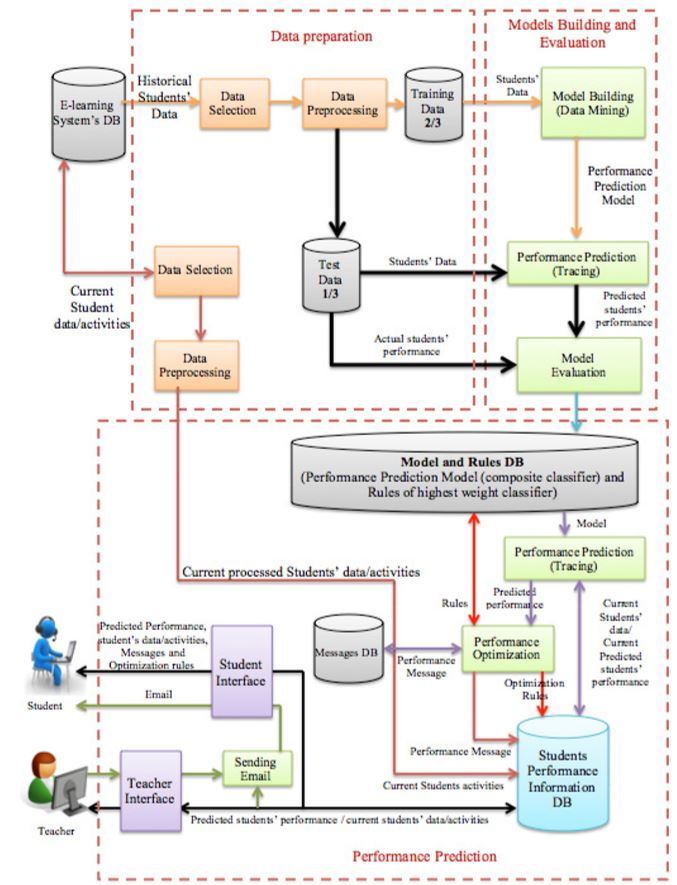 Data preparation
Models Building and
Evaluation
E-learning
System's DB
Historical
Students'
Data
Data
Selection
Data
Preprocessing
Training
Data
2/3
Students'
Data
Model Building
(Data Mining)
Performance
Prediction
Model
Data Selection
Current
Student
data/activities
Data
Preprocessing
Test
Data
1/3
Students' Data
Performance Prediction
(Tracing)
Predicted
students'
performance
Actual students'
performance
Model
Evaluation
Model and Rules DB
(Performance Prediction Model (composite classifier) and
Rules of highest weight classifier)
Model
Performance Prediction
(Tracing)
Current processed Students' data/activities
Rules
Predicted
performance
Current
Students'
data/
Current
Predicted
students'
performance
Messages DB
Performance
Message
Performance
Optimization
Optimization
Rules
Predicted Performance,
student's data/activities,
Messages and
Optimization rules
Student
Interface
Student
Email
Performance Message
Students
Performance
Information
DB
Sending
Email
Teacher
Interface
Current Students activities
Predicted students' performance / current students' data/activities
Teacher
Performance Prediction